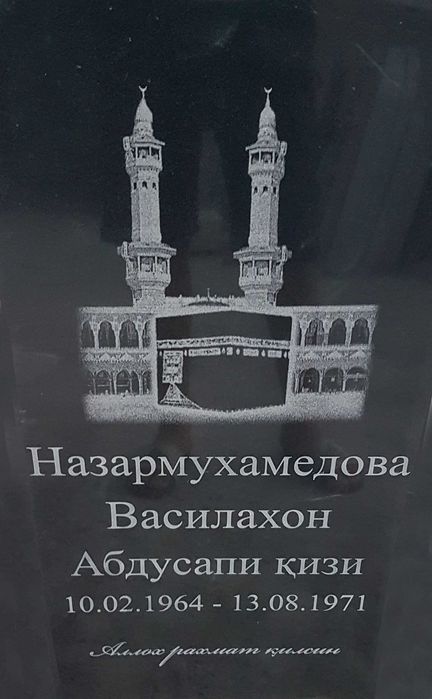 Назармухамедова
Василахон
Абдусапи қизи
10.02.1964 - 13.08.1971
Аллох рахмат қилсин